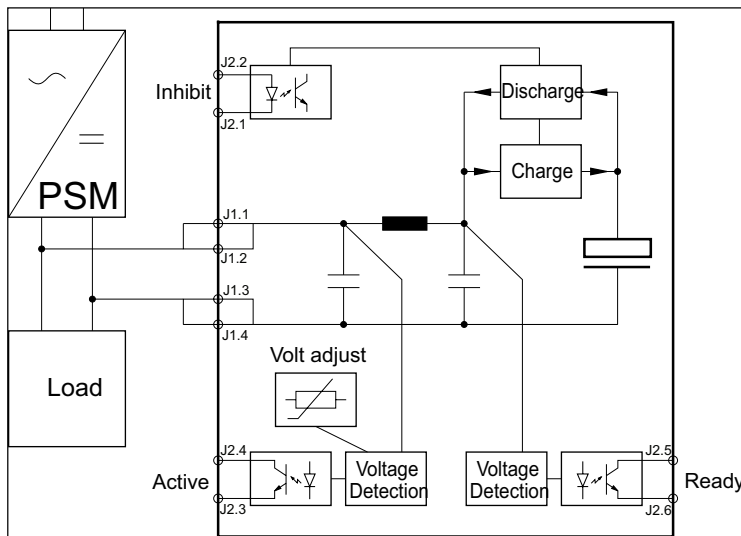 J2.2
Inhibit
J2.1
Discharge
Charge
PSM
J1.1
J1.2
J1.3
J1.4
Load
Volt adjust
J2.4
Active
J2.3
Voltage
Detection
Voltage
Detection
J2.5
Ready
J2.6